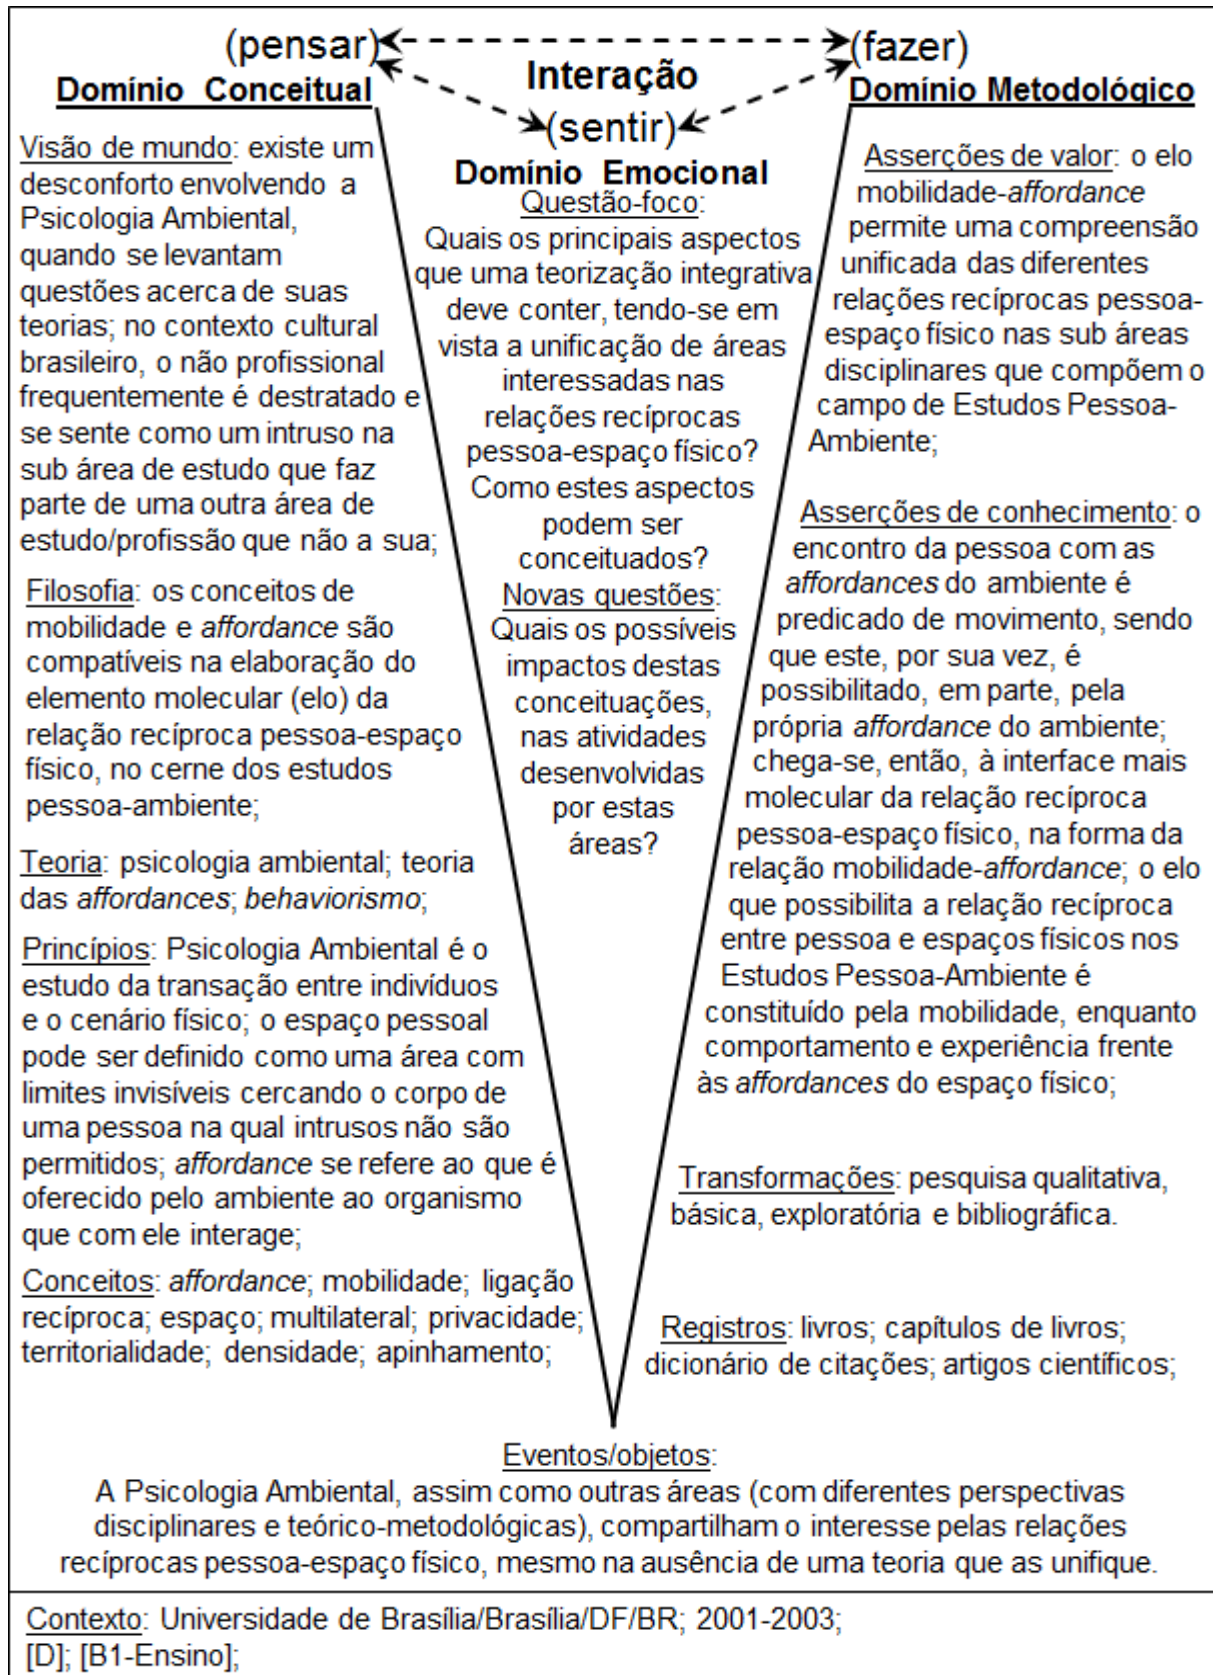 (pensar)
(fazer)
Interação
Domínio Conceitual
Domínio Metodológico
(sentir)
Domínio Emocional
Visão de mundo: existe um
desconforto envolvendo a
Psicologia Ambiental,
quando se levantam
questões acerca de suas
teorias; no contexto cultural
brasileiro, o não profissional
frequentemente é destratado e
se sente como um intruso na
sub área de estudo que faz
parte de uma outra área de
estudo/profissão que não a sua;
Filosofia: os conceitos de
mobilidade e affordance são
compatíveis na elaboração do
elemento molecular (elo) da
relação recíproca pessoa-espaço
físico, no cerne dos estudos
pessoa-ambiente;
Teoria: psicologia ambiental; teoria
das affordances; behaviorismo;
Princípios: Psicologia Ambiental é o
estudo da transação entre indivíduos
e o cenário físico; o espaço pessoal
pode ser definido como uma área com
limites invisíveis cercando o corpo de
uma pessoa na qual intrusos não são
permitidos; affordance se refere ao que é
oferecido pelo ambiente ao organismo
que com ele interage;
Conceitos: affordance; mobilidade; ligação
recíproca; espaço; multilateral; privacidade;
territorialidade; densidade; apinhamento;
Questão-foco:
Quais os principais aspectos
que uma teorização integrativa
deve conter, tendo-se em
vista a unificação de áreas
interessadas nas
relações recíprocas
pessoa-espaço físico?
Como estes aspectos
podem ser
conceituados?
Novas questões:
Quais os possíveis
impactos destas
conceituações,
nas atividades
desenvolvidas
por estas
áreas?
Asserções de valor: o elo
mobilidade-affordance
permite uma compreensão
unificada das diferentes
relações recíprocas pessoa-
espaço físico nas sub áreas
disciplinares que compõem o
campo de Estudos Pessoa-
Ambiente;
Asserções de conhecimento: o
encontro da pessoa com as
affordances do ambiente é
predicado de movimento, sendo
que este, por sua vez, é
possibilitado, em parte, pela
própria affordance do ambiente;
chega-se, então, à interface mais
molecular da relação recíproca
pessoa-espaço físico, na forma da
relação mobilidade-affordance; o elo
que possibilita a relação recíproca
entre pessoa e espaços físicos nos
Estudos Pessoa-Ambiente é
constituído pela mobilidade, enquanto
comportamento e experiência frente
às affordances do espaço físico;
Transformações: pesquisa qualitativa,
básica, exploratória e bibliográfica.
Registros: livros; capítulos de livros;
dicionário de citações; artigos científicos;
Eventos/objetos:
A Psicologia Ambiental, assim como outras áreas (com diferentes perspectivas
disciplinares e teórico-metodológicas), compartilham o interesse pelas relações
recíprocas pessoa-espaço físico, mesmo na ausência de uma teoria que as unifique.
Contexto: Universidade de Brasília/Brasília/DF/BR; 2001-2003;
[D]; [B1-Ensino];